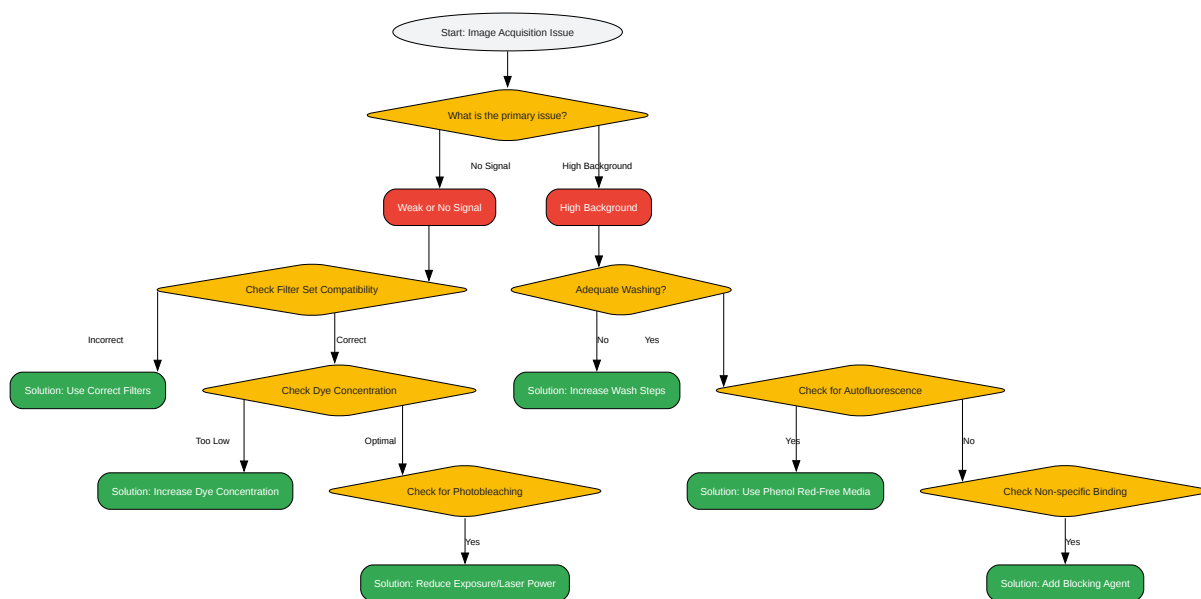 Start: Image Acquisition Issue
What is the primary issue?
No Signal
High Background
Weak or No Signal
High Background
Check Filter Set Compatibility
Adequate Washing?
Incorrect
Correct
No
Yes
Solution: Use Correct Filters
Check Dye Concentration
Solution: Increase Wash Steps
Check for Autofluorescence
Too Low
Optimal
Yes
No
Solution: Increase Dye Concentration
Check for Photobleaching
Solution: Use Phenol Red-Free Media
Check Non-specific Binding
Yes
Yes
Solution: Reduce Exposure/Laser Power
Solution: Add Blocking Agent